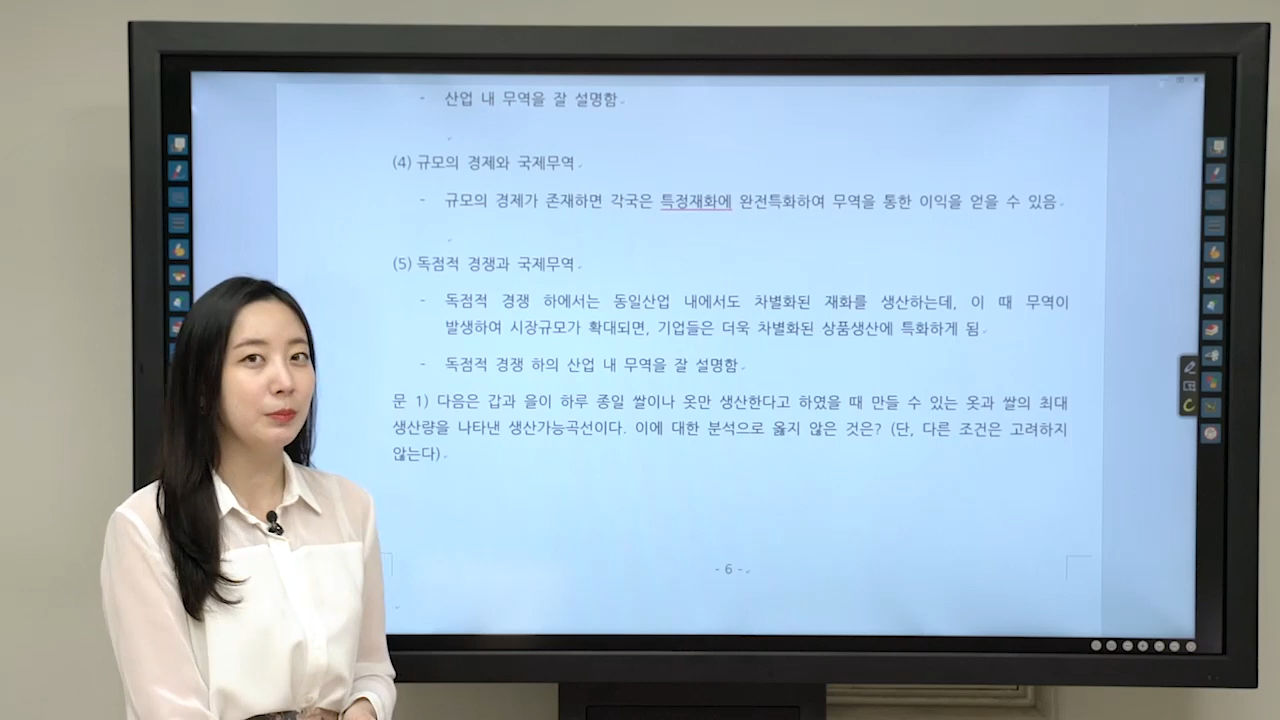 - 산업 내 무역을 잘 설명함
(4) 규모의 경제와 국제무역
- 규모의 경제가 존재하면 각국은 특정재화에 완전특화하여 무역을 통한 이익을 얻을 수 있음
(5) 독점적 경쟁과 국제무역
- 독점적 경쟁 하에서는 동일산업 내에서도 차별화된 재화를 생산하는데, 이 때 무역이
발생하여 시장규모가 확대되면, 기업들은 더욱 차별화된 상품생산에 특화하게 됨
- 독점적 경쟁 하의 산업 내 무역을 잘 설명함
문 1) 다음은 갑과 을이 하루 종일 쌀이나 옷만 생산한다고 하였을 때 만들 수 있는 옷과 쌀의 최대
생산량을 나타낸 생산가능곡선이다. 이에 대한 분석으로 옳지 않은 것은? (단, 다른 조건은 고려하지
않는다)
- 6 -